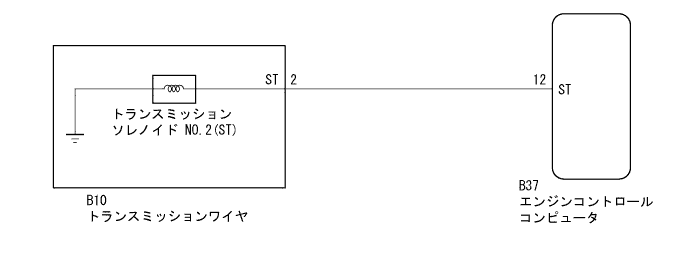 ST 2
12 ST
トランスミッション
ソレノイド NO.2(ST)
B10
トランスミッションワイヤ
B37
エンジンコントロール
コンピュータ